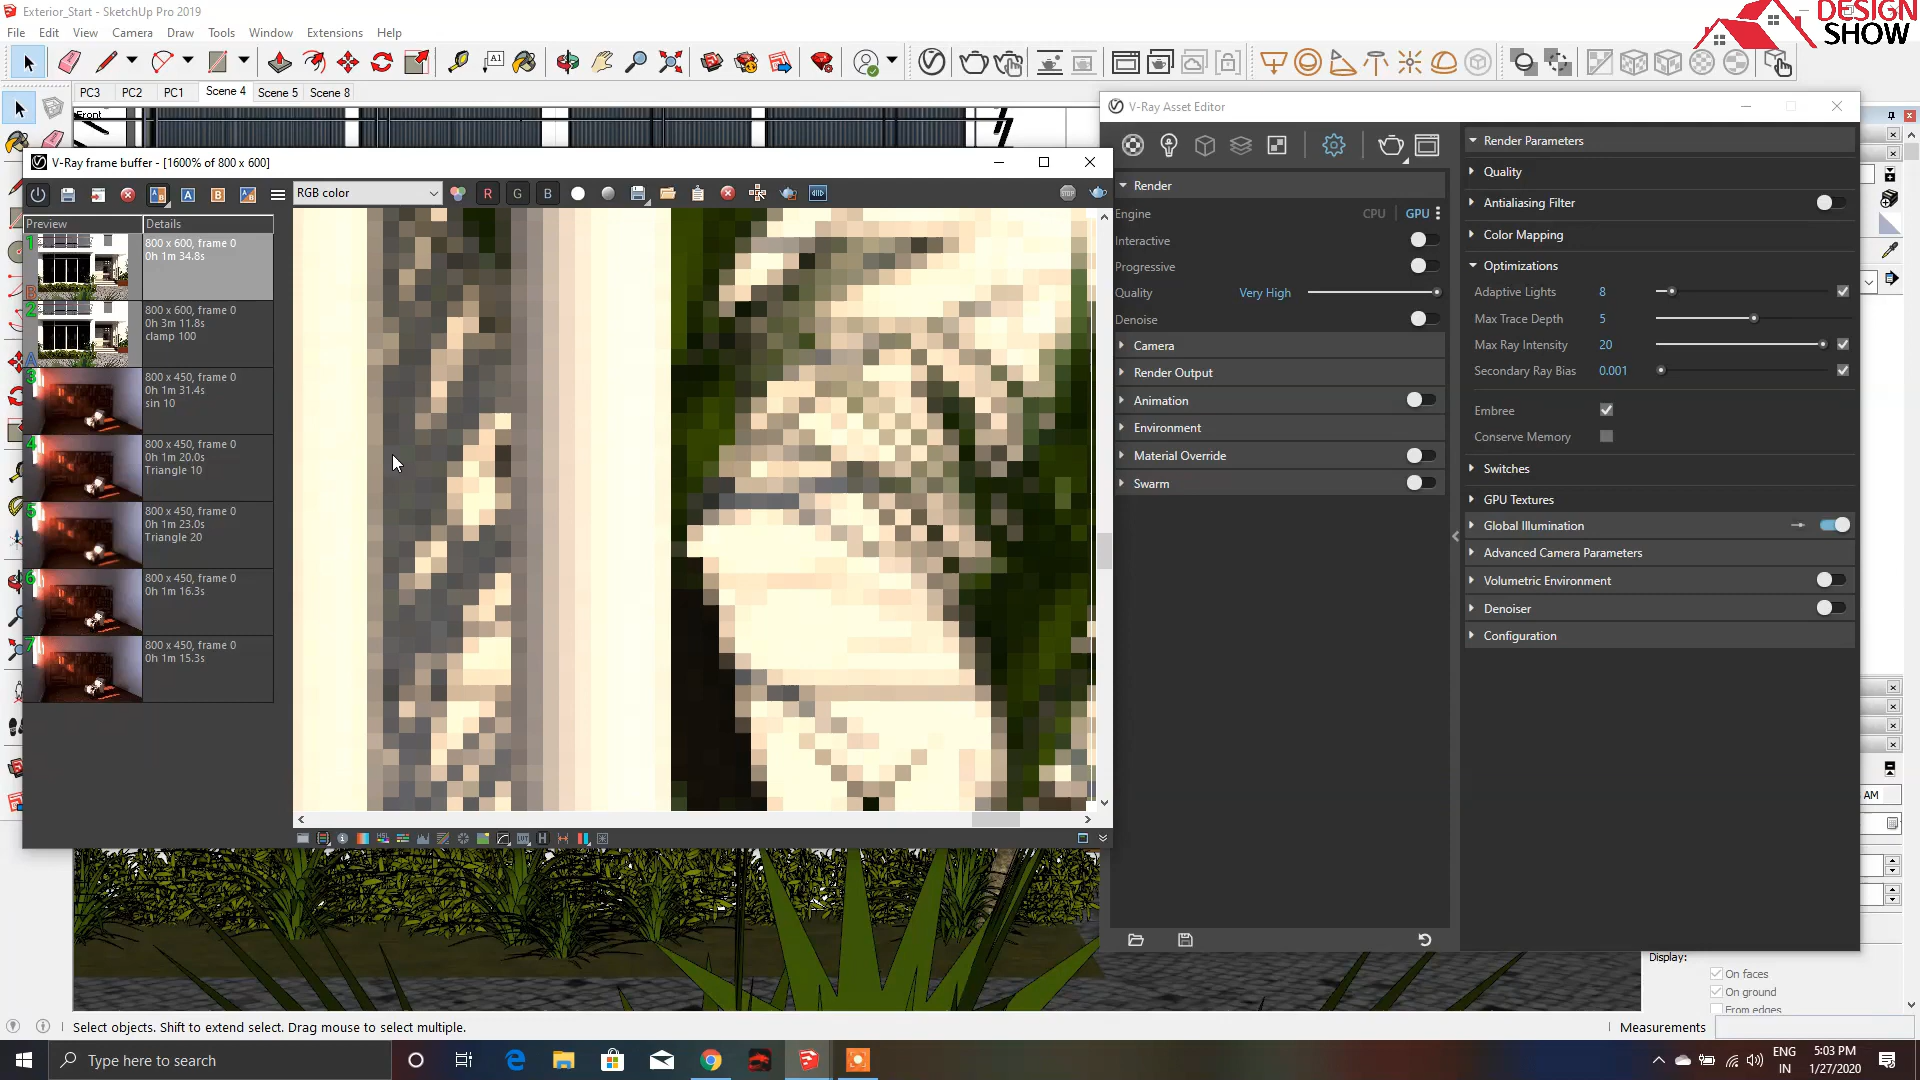 Exterior_Start - SketchUp Pro 2019
DESIGN
SHOW
File Edit View Camera Draw Tools Window Extensions Help
PC3 PC2 PC1 Scene 4 Scene 5 Scene 8
Front
V-Ray frame buffer - [1600% of 800 x 600]
RGB color
R G B
Preview Details
1
B
800 x 600, frame 0
0h 1m 34.8s
2
A
800 x 600, frame 0
0h 3m 11.8s
clamp 100
3
800 x 450, frame 0
0h 1m 31.4s
sin 10
4
800 x 450, frame 0
0h 1m 20.0s
Triangle 10
5
800 x 450, frame 0
0h 1m 23.0s
Triangle 20
6
800 x 450, frame 0
0h 1m 16.3s
7
800 x 450, frame 0
0h 1m 15.3s
V-Ray Asset Editor
Render
Engine CPU GPU
Interactive
Progressive
Quality Very High
Denoise
Camera
Render Output
Animation
Environment
Material Override
Swarm
Render Parameters
Quality
Antialiasing Filter
Color Mapping
Optimizations
Adaptive Lights 8
Max Trace Depth 5
Max Ray Intensity 20
Secondary Ray Bias 0.001
Embree
Conserve Memory
Switches
GPU Textures
Global Illumination
Advanced Camera Parameters
Volumetric Environment
Denoiser
Configuration
AM
Display:
On faces
On ground
From edges
Select objects. Shift to extend select. Drag mouse to select multiple.
Measurements
Type here to search
ENG
IN
5:03 PM
1/27/2020